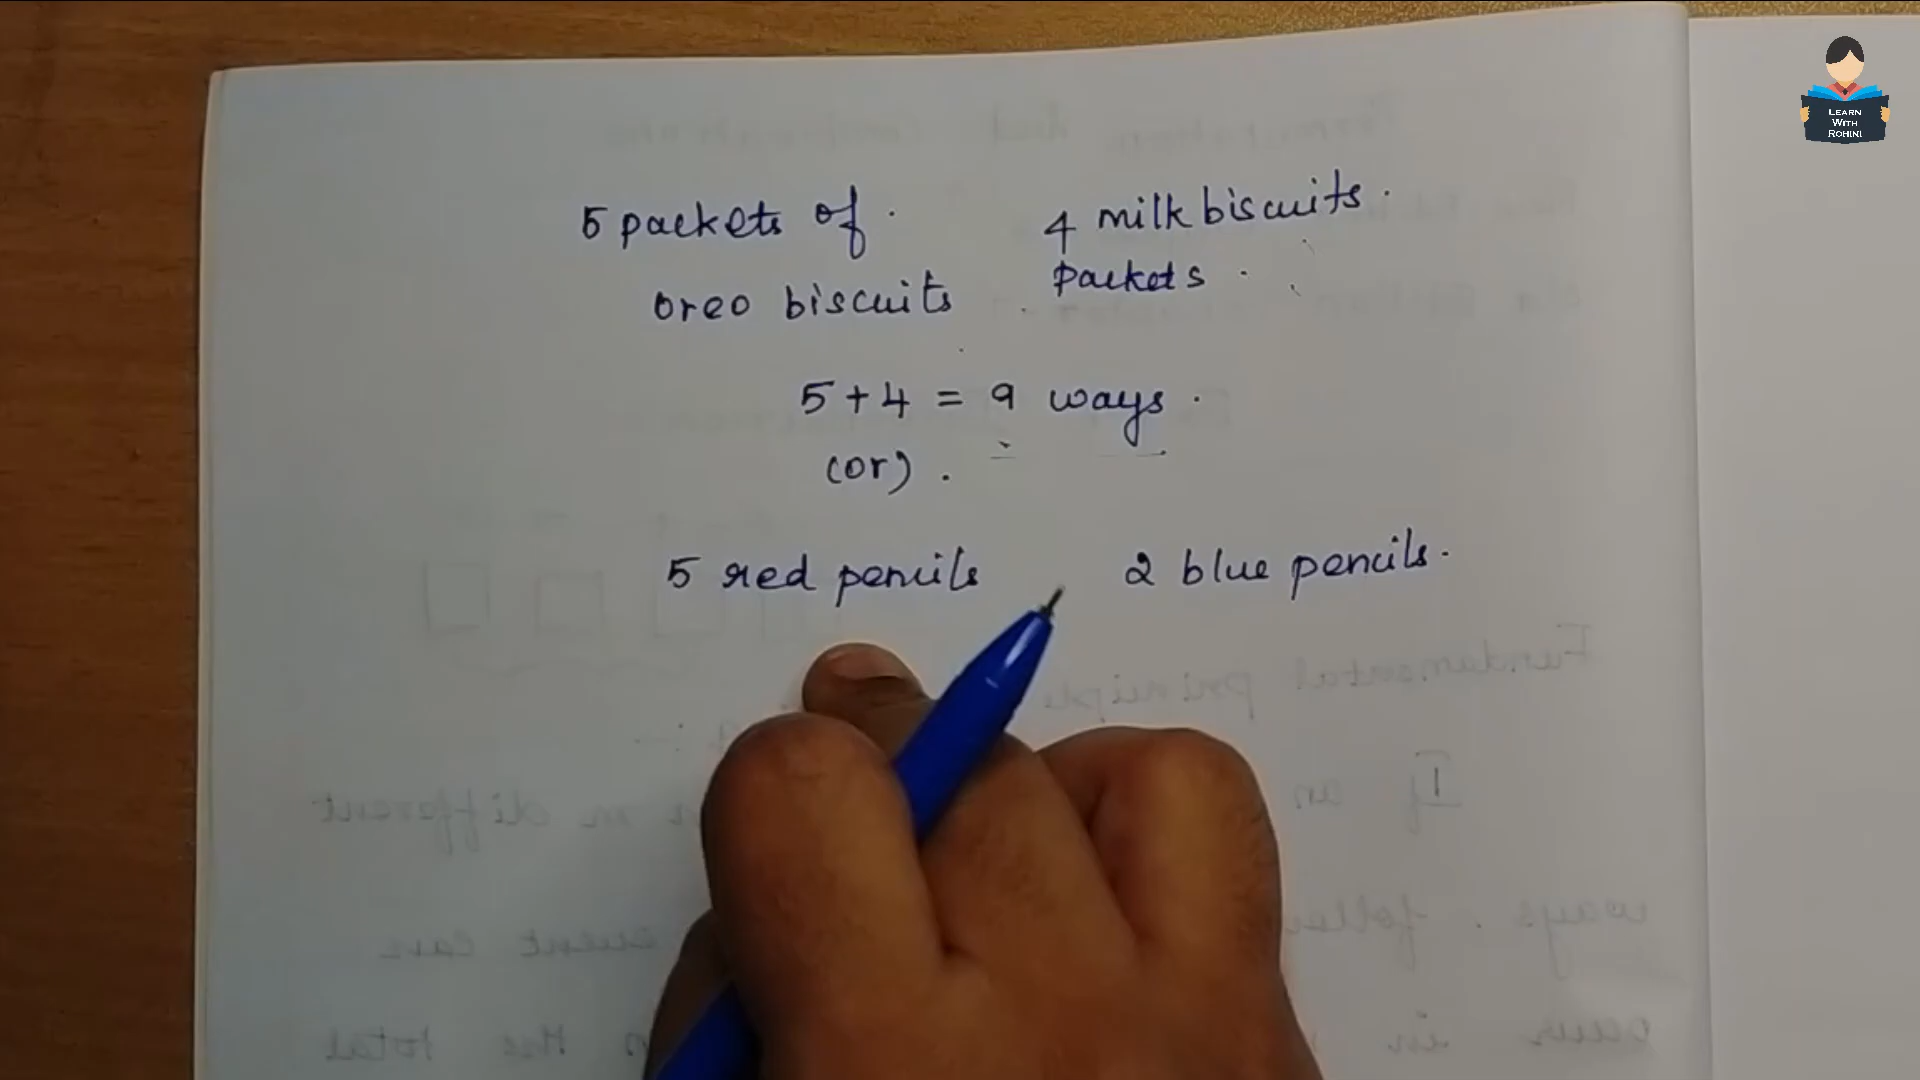 5 packets of
oreo biscuits
4 milk biscuits.
packets.
5 + 4 = 9 ways.
(or).
5 red pencils
2 blue pencils.
LEARN
WITH
ROHINI